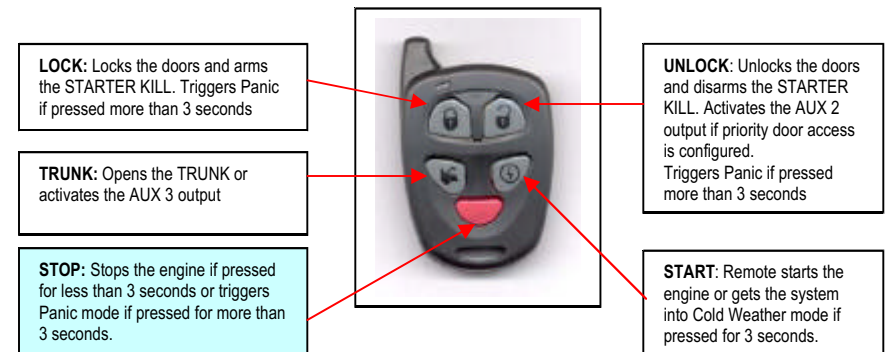 LOCK: Locks the doors and arms
the STARTER KILL. Triggers Panic
if pressed more than 3 seconds
TRUNK: Opens the TRUNK or
activates the AUX 3 output
STOP: Stops the engine if pressed
for less than 3 seconds or triggers
Panic mode if pressed for more than
3 seconds.
UNLOCK: Unlocks the doors
and disarms the STARTER
KILL. Activates the AUX 2
output if priority door access
is configured.
Triggers Panic if pressed
more than 3 seconds
START: Remote starts the
engine or gets the system
into Cold Weather mode if
pressed for 3 seconds.